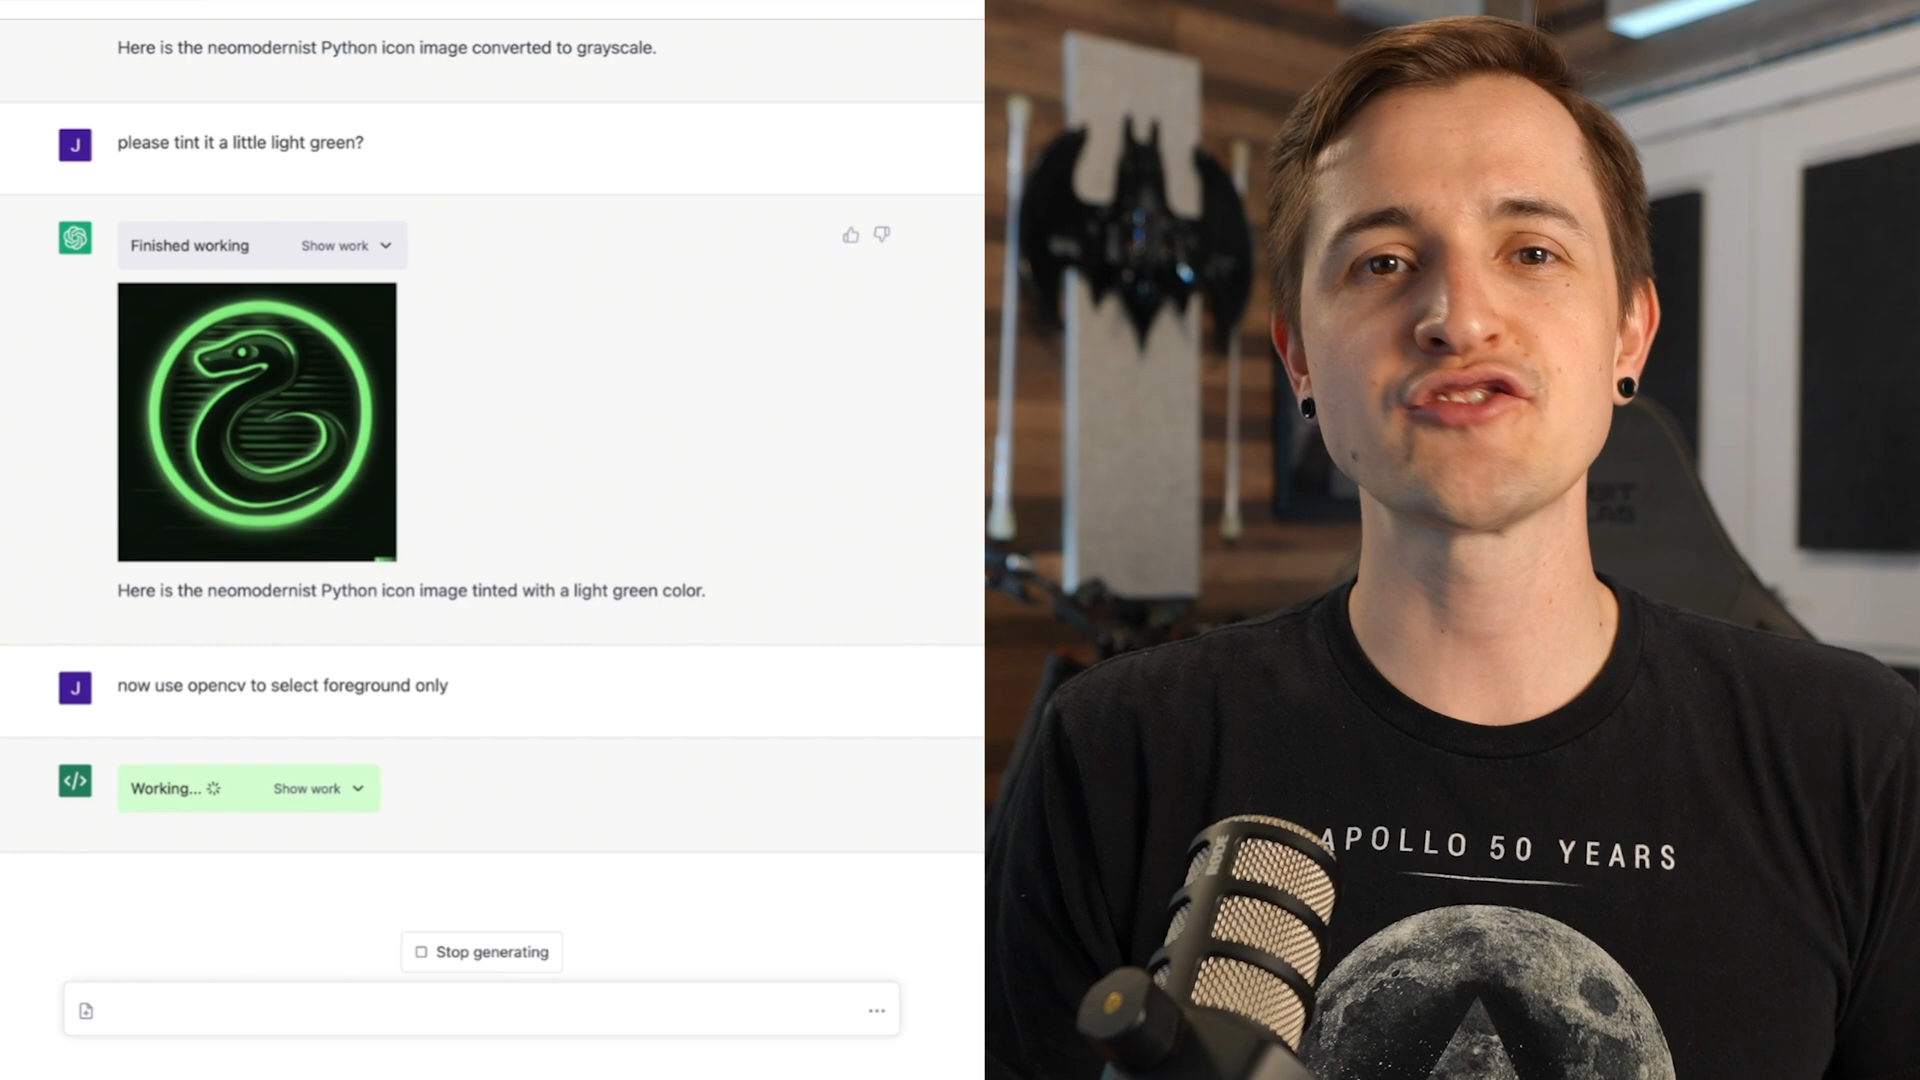 Here is the neomodernist Python icon image converted to grayscale.
J
please tint it a little light green?
Finished working Show work
Here is the neomodernist Python icon image tinted with a light green color.
J
now use opencv to select foreground only
</> Working... Show work
Stop generating
RODE
APOLLO 50 YEARS